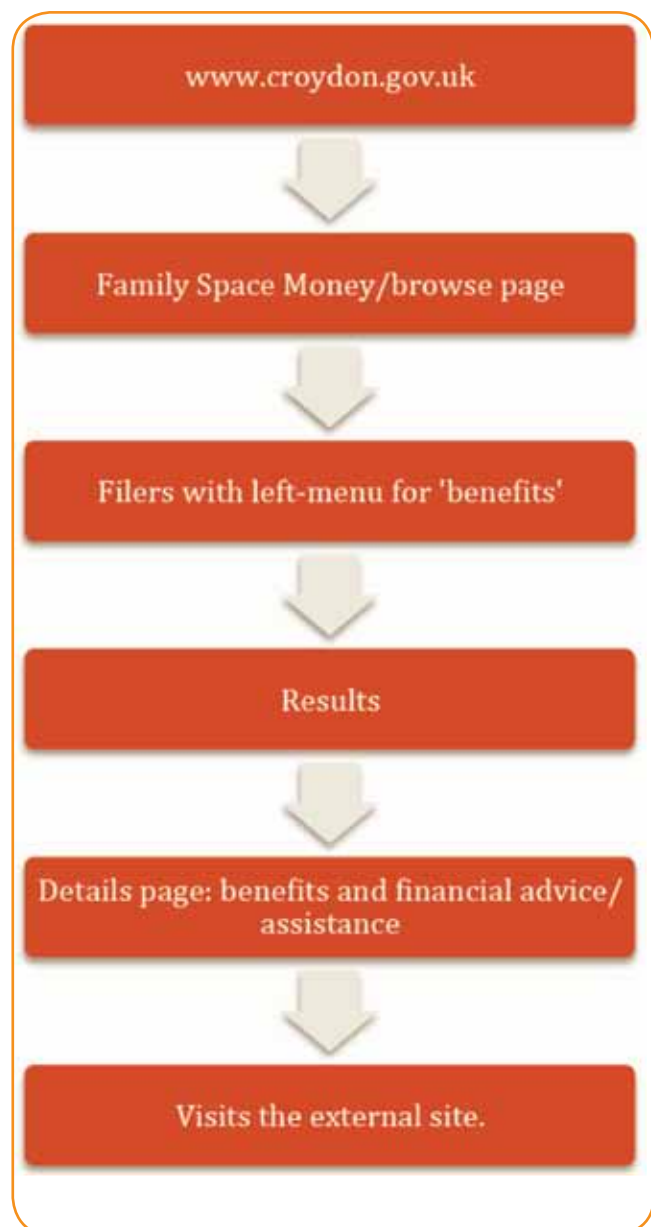 www.croydon.gov.uk
Family Space Money/browse page
Filers with left-menu for 'benefits'
Results
Details page: benefits and financial advice/
assistance
Visits the external site.